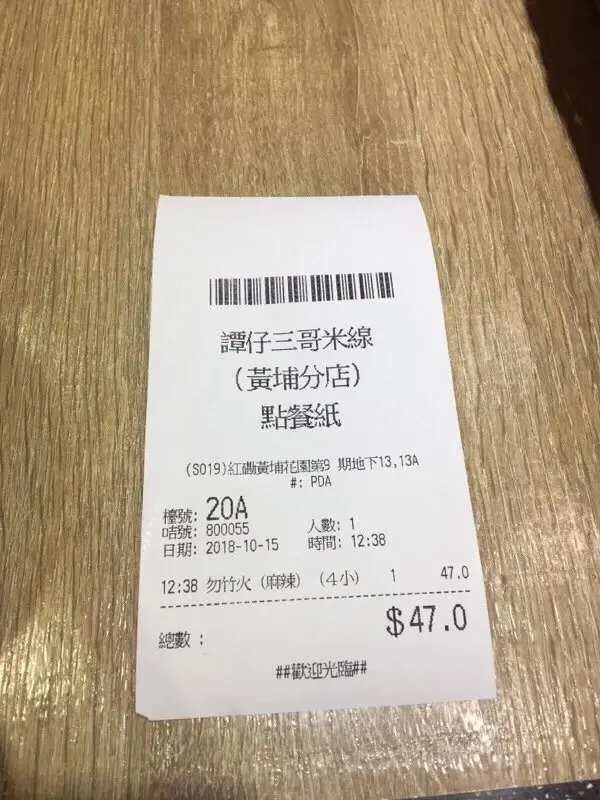 譚仔三哥米線
(黃埔分店)
點餐紙
(S019)紅磡黃埔花園第9 期地下13,13A
#: PDA
檯號: 20A
咭號: 800055 人數: 1
日期: 2018-10-15 時間: 12:38
12:38 勿竹火 (麻辣) (4小) 1 47.0
總數 : $47.0
##歡迎光臨##